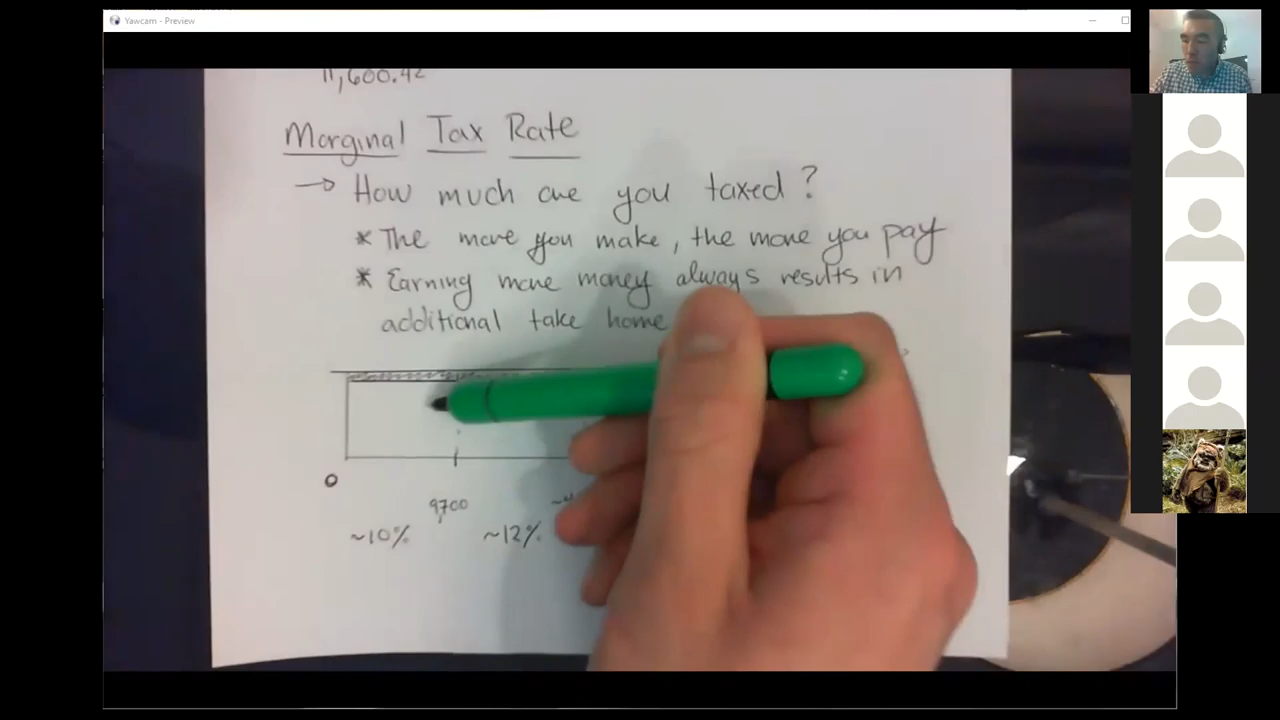 Yawcam - Preview
11,600.42
Marginal Tax Rate
→ How much are you taxed?
* The more you make, the more you pay
* Earning more money always results in
additional take home
0
9700
~10% ~12%